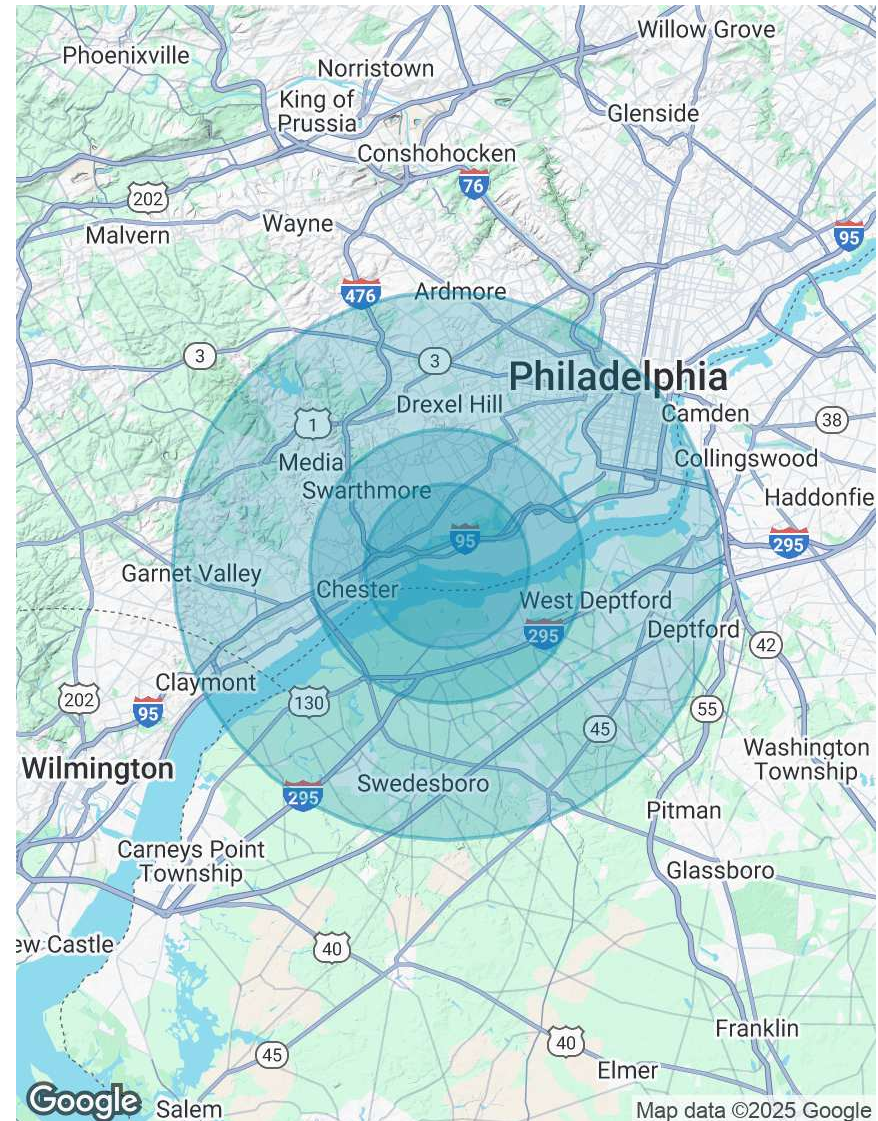 Willow Grove
Phoenixville
Norristown
King of
Prussia
Glenside
Conshohocken
76
202
Wayne
Malvern
95
476
Ardmore
3
3
Philadelphia
Drexel Hill
Camden
1
38
Media
Collingswood
Swarthmore
Haddonfie
95
295
Garnet Valley
Chester
West Deptford
295
Deptford
42
Claymont
202
130
95
55
45
Washington
Township
Wilmington
Swedesboro
295
Pitman
Carneys Point
Township
Glassboro
ew Castle
40
Franklin
40
45
Elmer
Google
Salem
Map data ©2025 Google